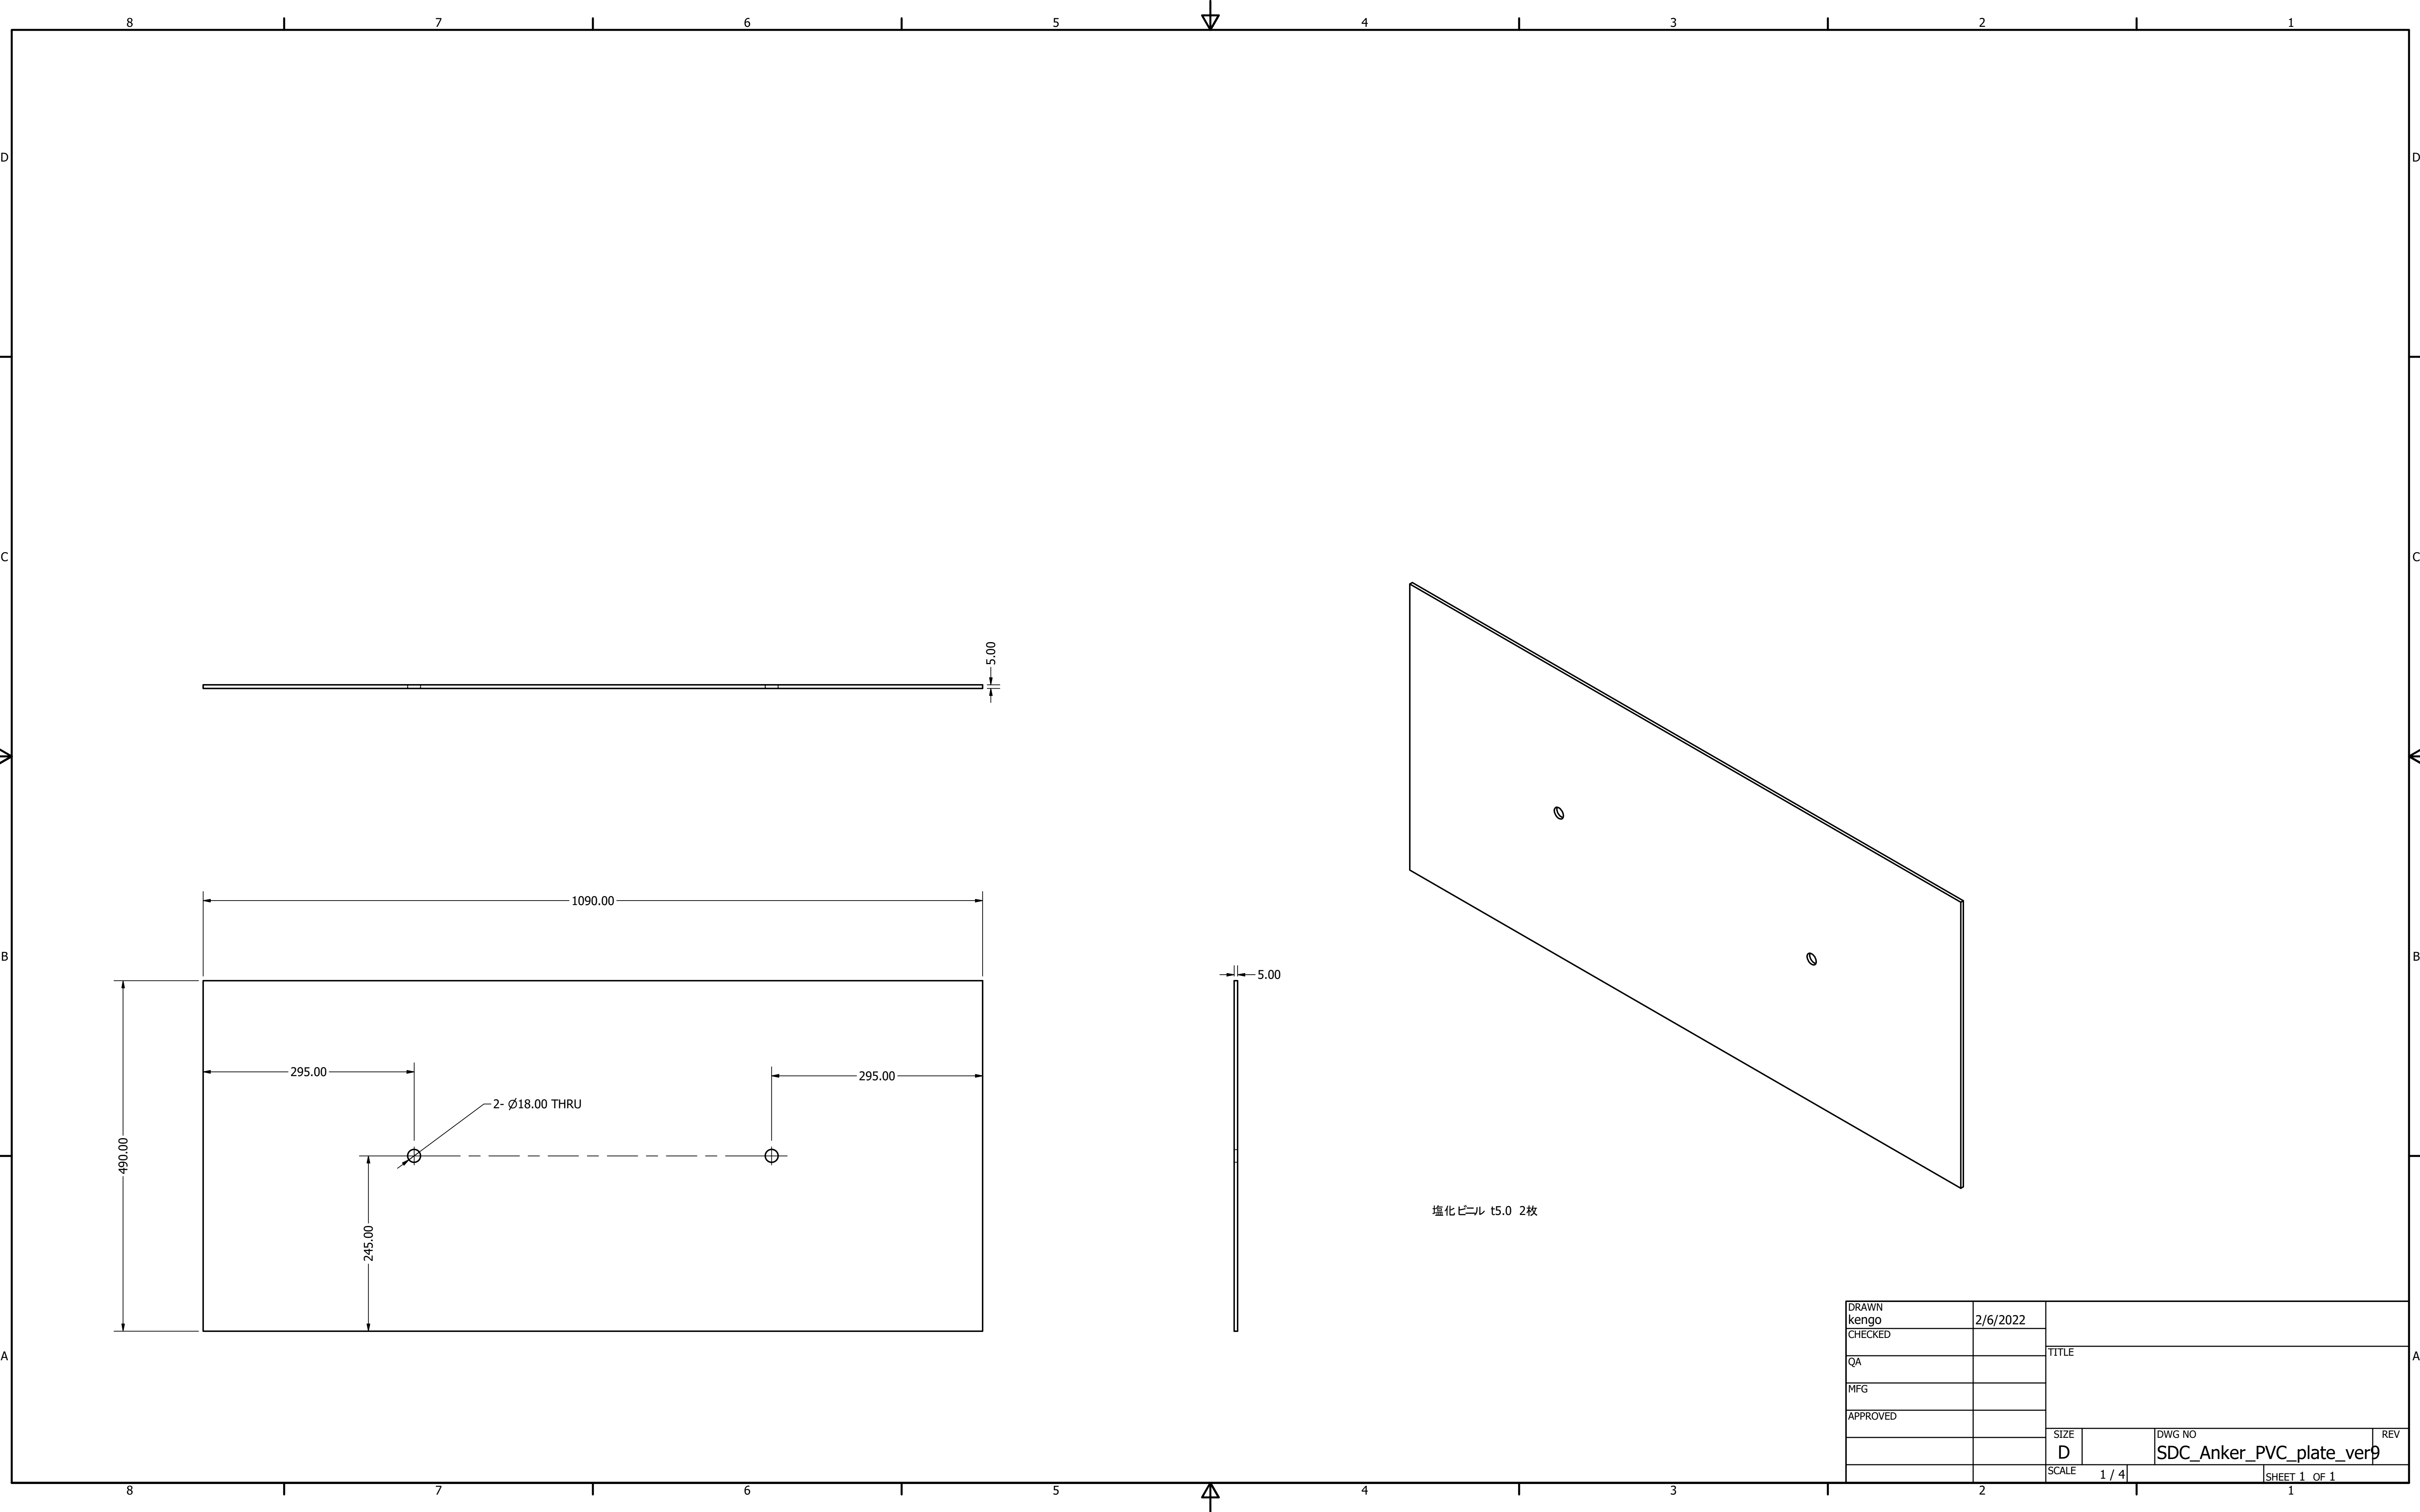 8 7 6 5 4 3 2 1
D D
C C
5.00
1090.00
B B
5.00
295.00 295.00
2- Ø18.00 THRU
490.00
245.00
塩化ビニル t5.0 2枚
DRAWN
kengo 2/6/2022
CHECKED
TITLE
A A
QA
MFG
APPROVED
SIZE DWG NO REV
D SDC_Anker_PVC_plate_ver9
SCALE 1 / 4 SHEET 1 OF 1
8 7 6 5 4 3 2 1